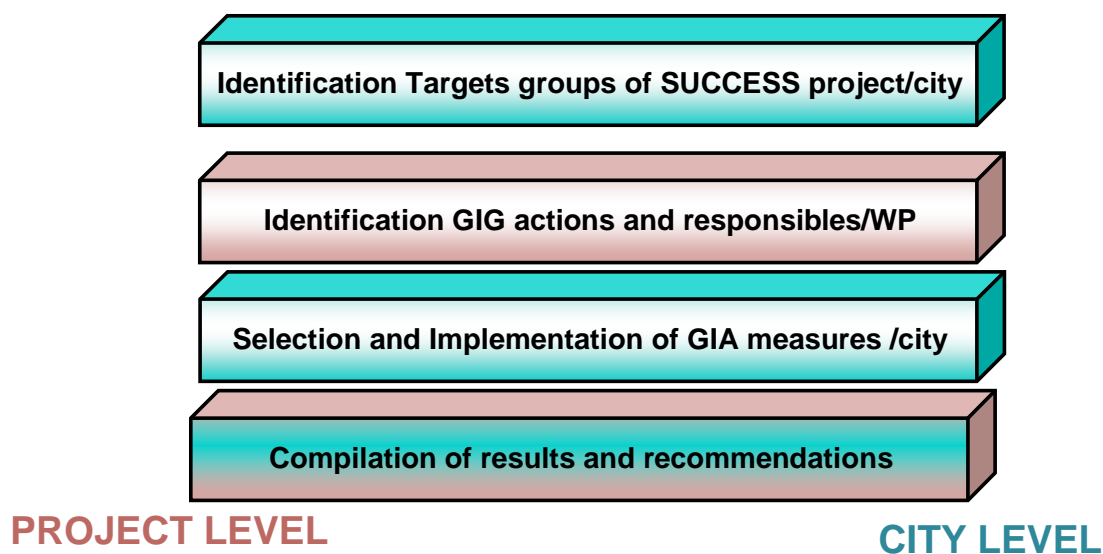 Identification Targets groups of SUCCESS project/city
Identification GIG actions and responsibles/WP
Selection and Implementation of GIA measures /city
Compilation of results and recommendations
PROJECT LEVEL
CITY LEVEL